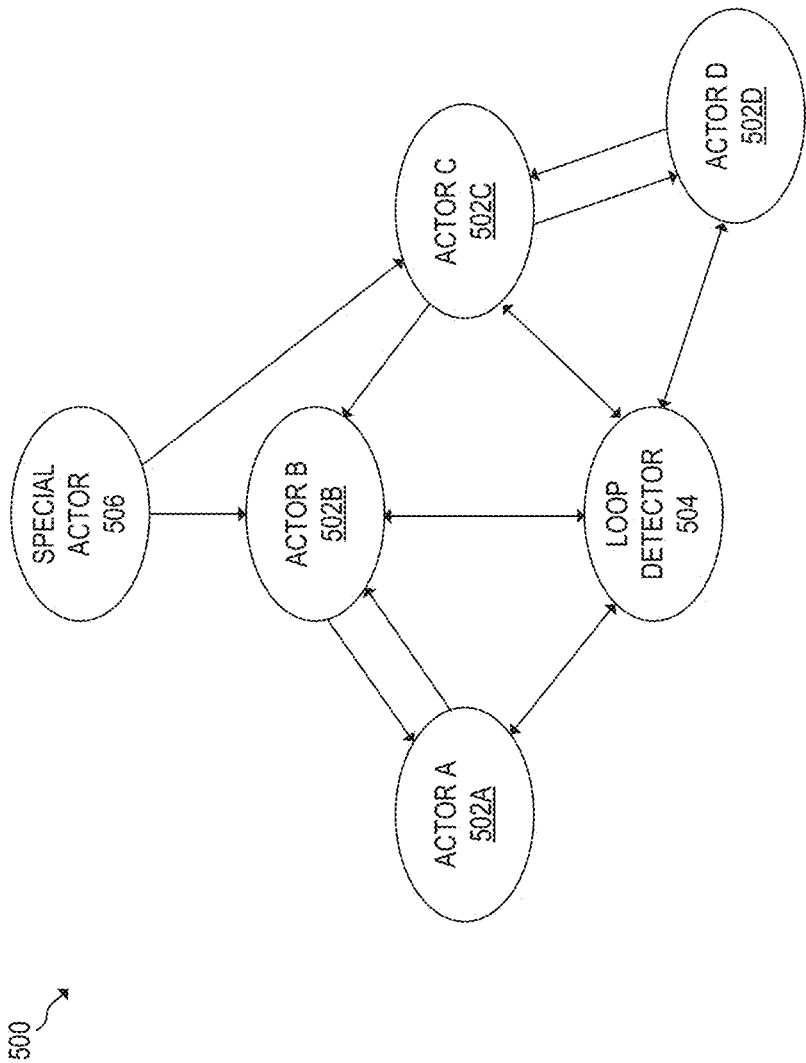 500
SPECIAL
ACTOR
506
ACTOR B
502B
ACTOR C
502C
ACTOR A
502A
LOOP
DETECTOR
504
ACTOR D
502D